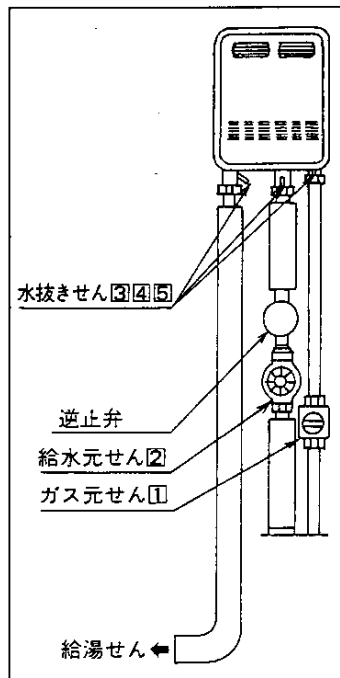 水抜きせん③④⑤
逆止弁
給水元せん②
ガス元せん①
給湯せん←